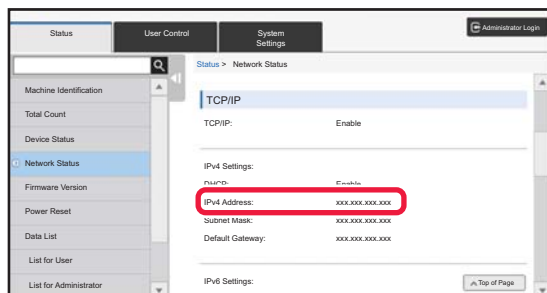 Status
User Control
System
Settings
Administrator Login
Status > Network Status
Machine Identification
Total Count
Device Status
Network Status
Firmware Version
Power Reset
Data List
List for User
List for Administrator
TCP/IP
TCP/IP: Enable
IPv4 Settings:
DHCP: Enable
IPv4 Address: xxx.xxx.xxx.xxx
Subnet Mask: xxx.xxx.xxx.xxx
Default Gateway: xxx.xxx.xxx.xxx
IPv6 Settings:
Top of Page